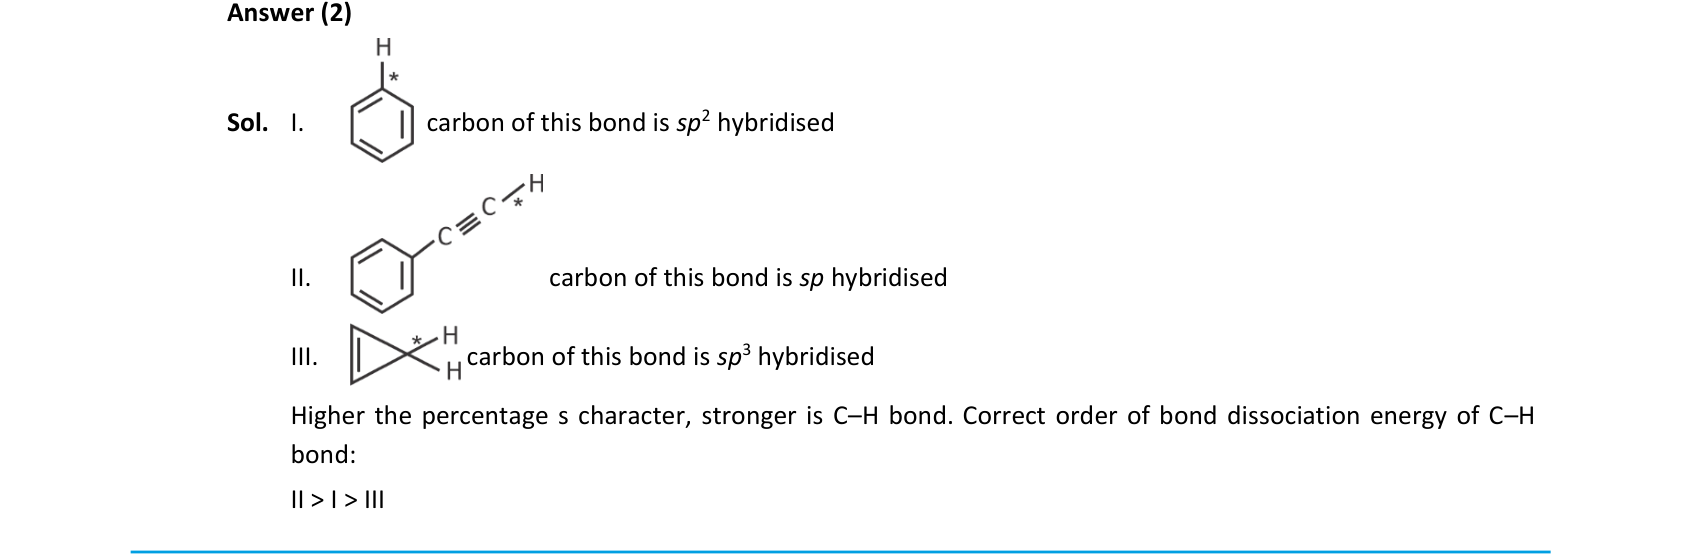 Answer (2)
H
*
Sol. I. carbon of this bond is sp² hybridised
H
C≡C *
II. carbon of this bond is sp hybridised
* H
III. carbon of this bond is sp³ hybridised
H
Higher the percentage s character, stronger is C–H bond. Correct order of bond dissociation energy of C–H
bond:
II > I > III